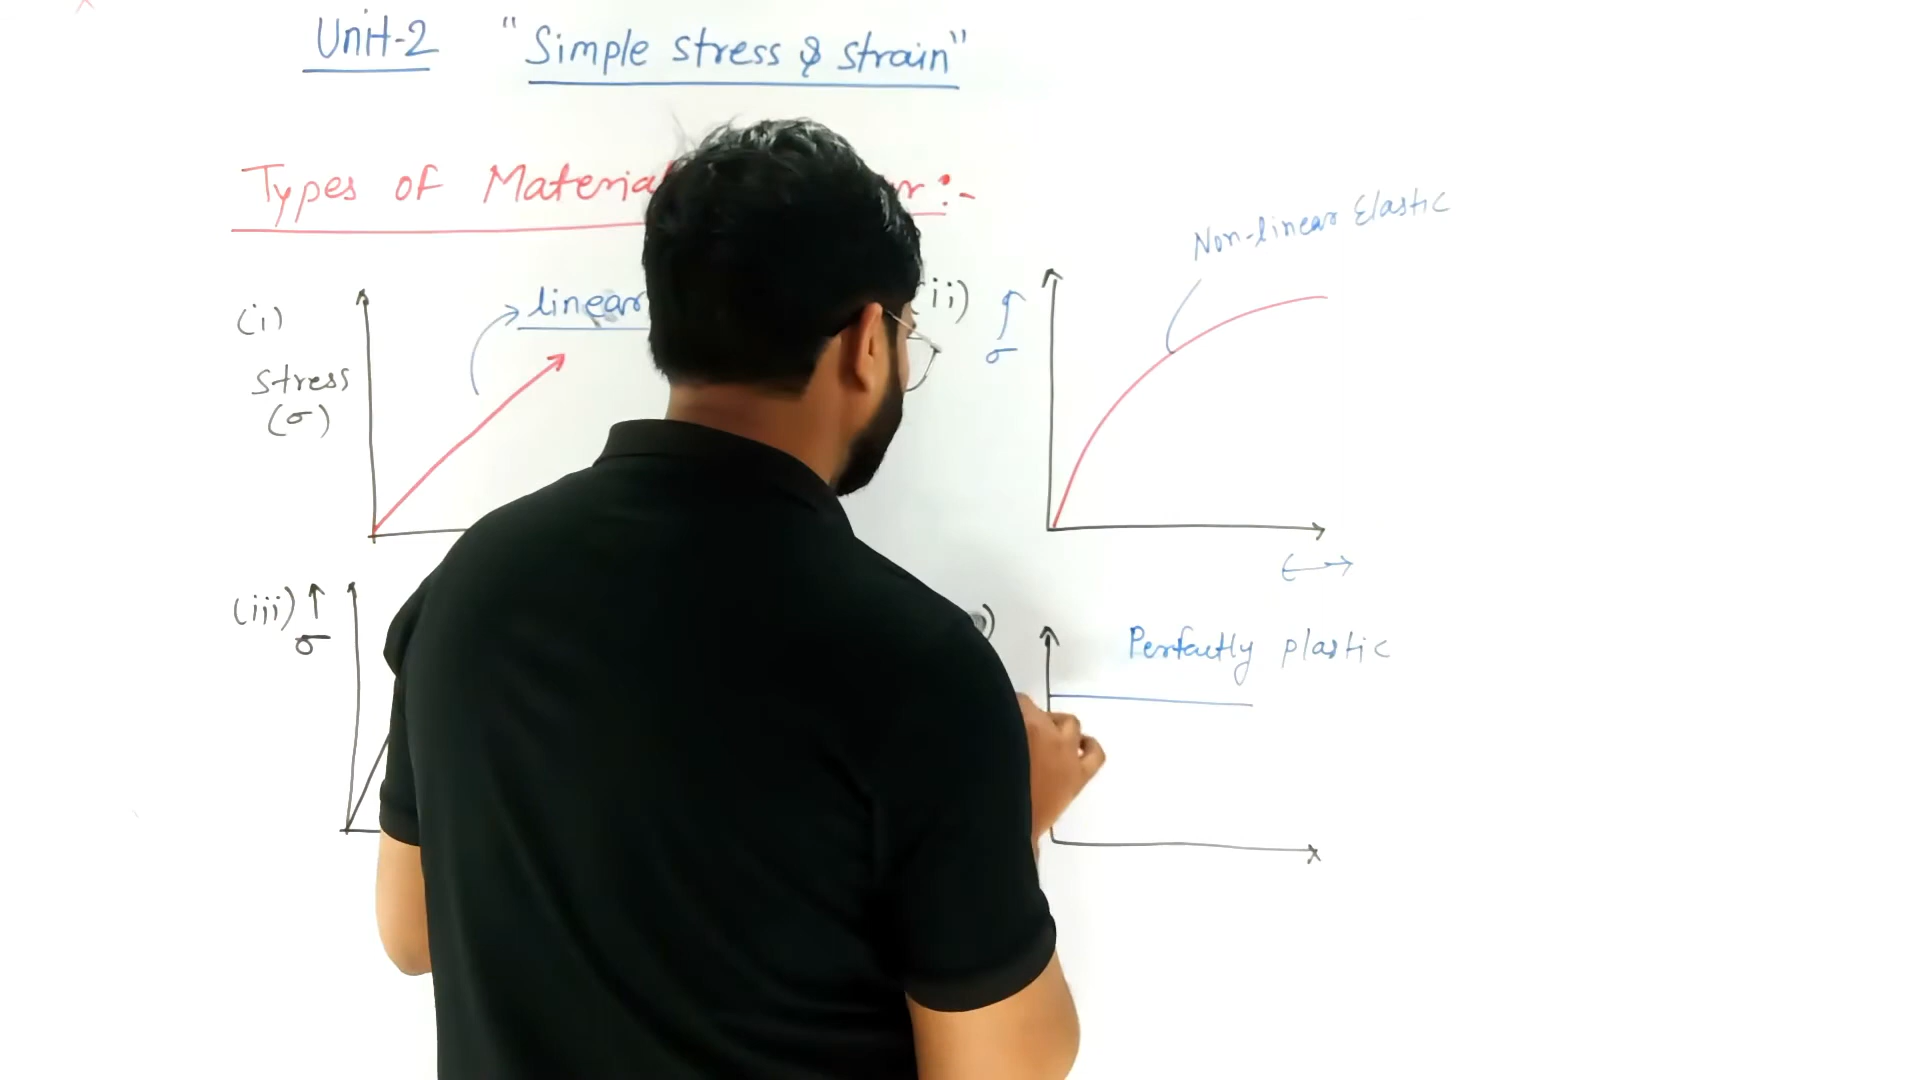 Unit-2 "Simple stress & strain"
Types of Material :-
(i)
linear
stress
(σ)
(ii)
σ
Non-linear Elastic
ϵ
(iii)
σ
Perfectly plastic